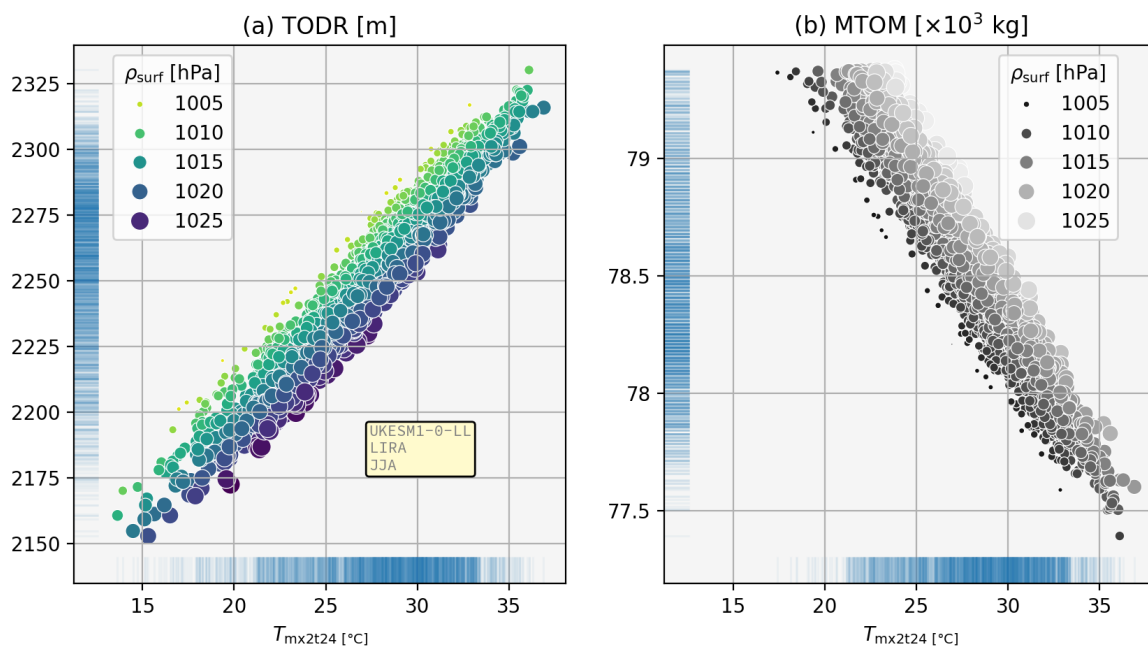 (a) TODR [m]
ρsurf [hPa]
1005
1010
1015
1020
1025
2325
2300
2275
2250
2225
2200
2175
2150
UKESM1-0-LL
LIRA
JJA
15 20 25 30 35
Tmx2t24 [°C]
(b) MTOM [×10³ kg]
ρsurf [hPa]
1005
1010
1015
1020
1025
79
78.5
78
77.5
15 20 25 30 35
Tmx2t24 [°C]